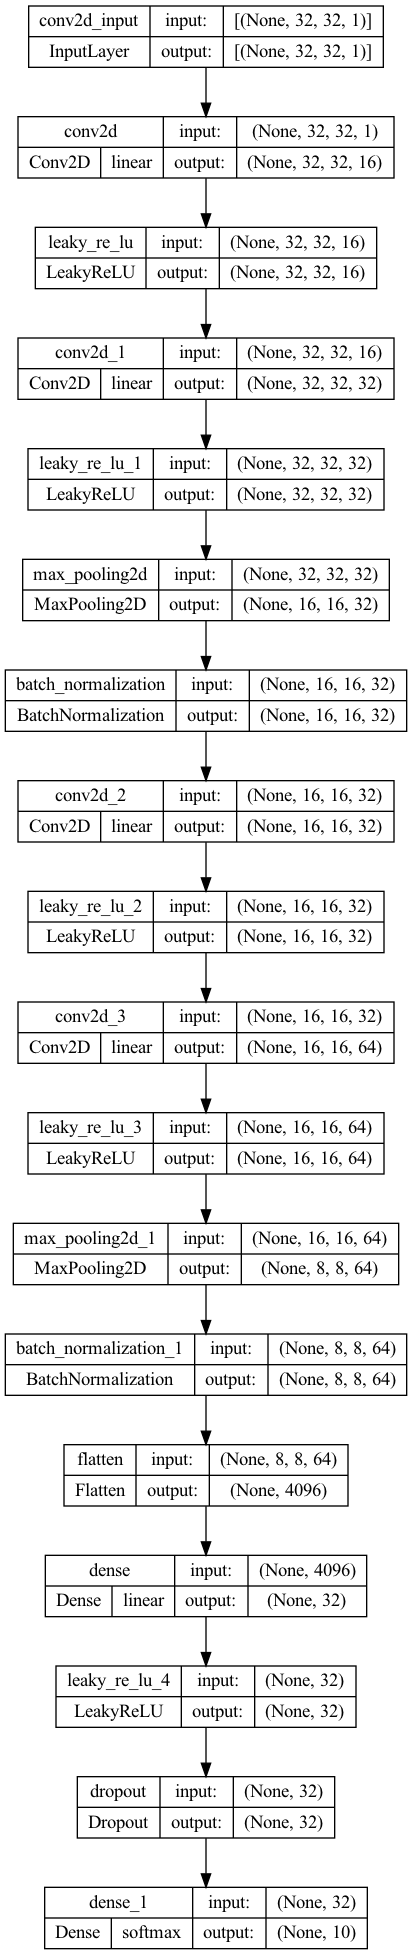 conv2d_input input: [(None, 32, 32, 1)]
InputLayer output: [(None, 32, 32, 1)]
conv2d input: (None, 32, 32, 1)
Conv2D linear output: (None, 32, 32, 16)
leaky_re_lu input: (None, 32, 32, 16)
LeakyReLU output: (None, 32, 32, 16)
conv2d_1 input: (None, 32, 32, 16)
Conv2D linear output: (None, 32, 32, 32)
leaky_re_lu_1 input: (None, 32, 32, 32)
LeakyReLU output: (None, 32, 32, 32)
max_pooling2d input: (None, 32, 32, 32)
MaxPooling2D output: (None, 16, 16, 32)
batch_normalization input: (None, 16, 16, 32)
BatchNormalization output: (None, 16, 16, 32)
conv2d_2 input: (None, 16, 16, 32)
Conv2D linear output: (None, 16, 16, 32)
leaky_re_lu_2 input: (None, 16, 16, 32)
LeakyReLU output: (None, 16, 16, 32)
conv2d_3 input: (None, 16, 16, 32)
Conv2D linear output: (None, 16, 16, 64)
leaky_re_lu_3 input: (None, 16, 16, 64)
LeakyReLU output: (None, 16, 16, 64)
max_pooling2d_1 input: (None, 16, 16, 64)
MaxPooling2D output: (None, 8, 8, 64)
batch_normalization_1 input: (None, 8, 8, 64)
BatchNormalization output: (None, 8, 8, 64)
flatten input: (None, 8, 8, 64)
Flatten output: (None, 4096)
dense input: (None, 4096)
Dense linear output: (None, 32)
leaky_re_lu_4 input: (None, 32)
LeakyReLU output: (None, 32)
dropout input: (None, 32)
Dropout output: (None, 32)
dense_1 input: (None, 32)
Dense softmax output: (None, 10)